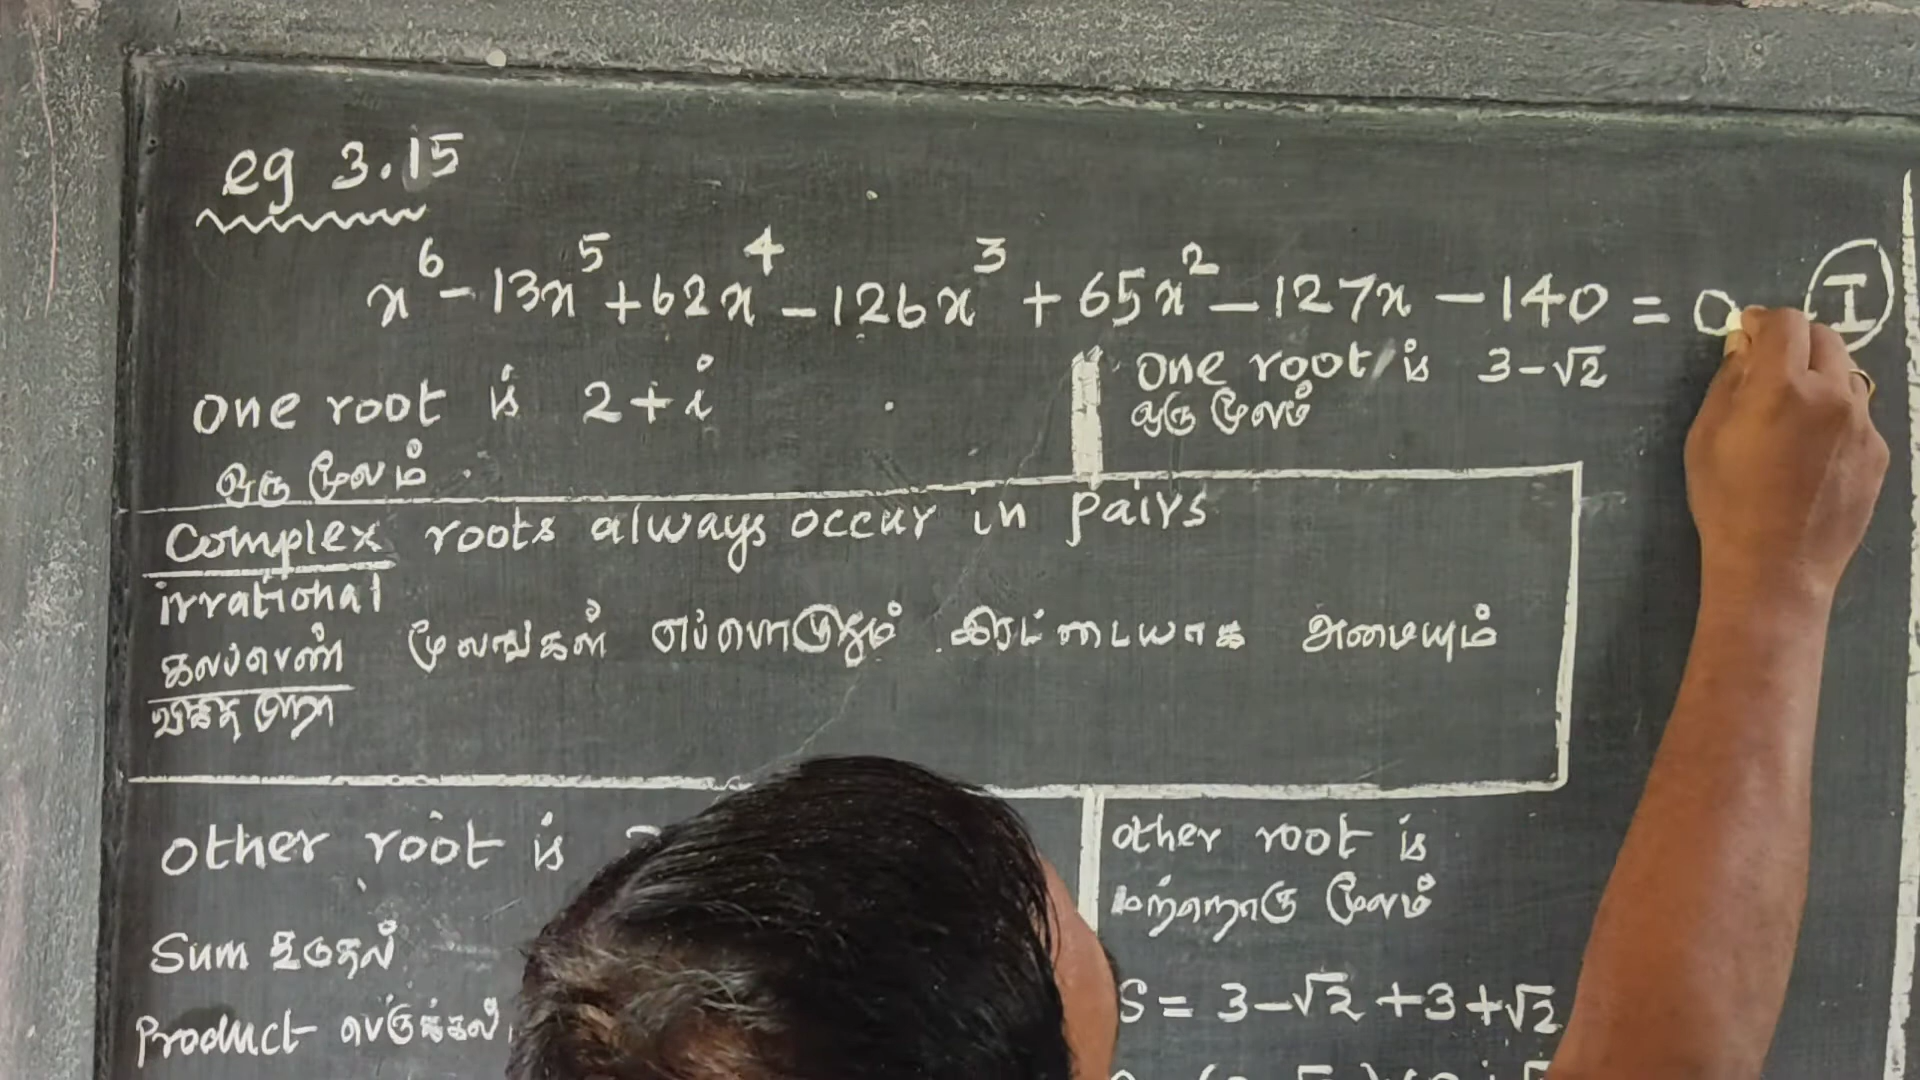 eg 3.15
x⁶ - 13x⁵ + 62x⁴ - 126x³ + 65x² - 127x - 140 = 0 I
One root is 2+i
ஒரு மூலம்
One root is 3-√2
ஒரு மூலம்
Complex roots always occur in pairs
irrational
கலப்பெண் மூலங்கள் எப்பொழுதும் இரட்டையாக அமையும்
விகித முறா
Other root is
Sum கூடுதல்
Product பெருக்கல்
Other root is
மற்றொரு மூலம்
S = 3-√2 + 3+√2